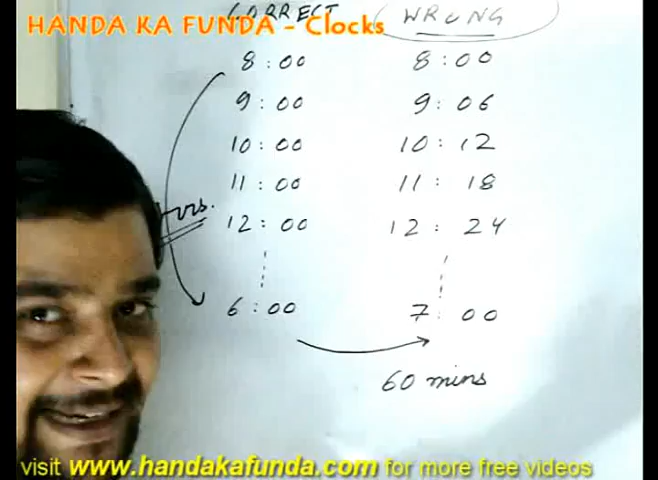 CORRECT WRONG
HANDA KA FUNDA - Clocks
8:00 8:00
9:00 9:06
10:00 10:12
11:00 11:18
hrs.
12:00 12:24
6:00 7:00
60 mins
visit www.handakafunda.com for more free videos